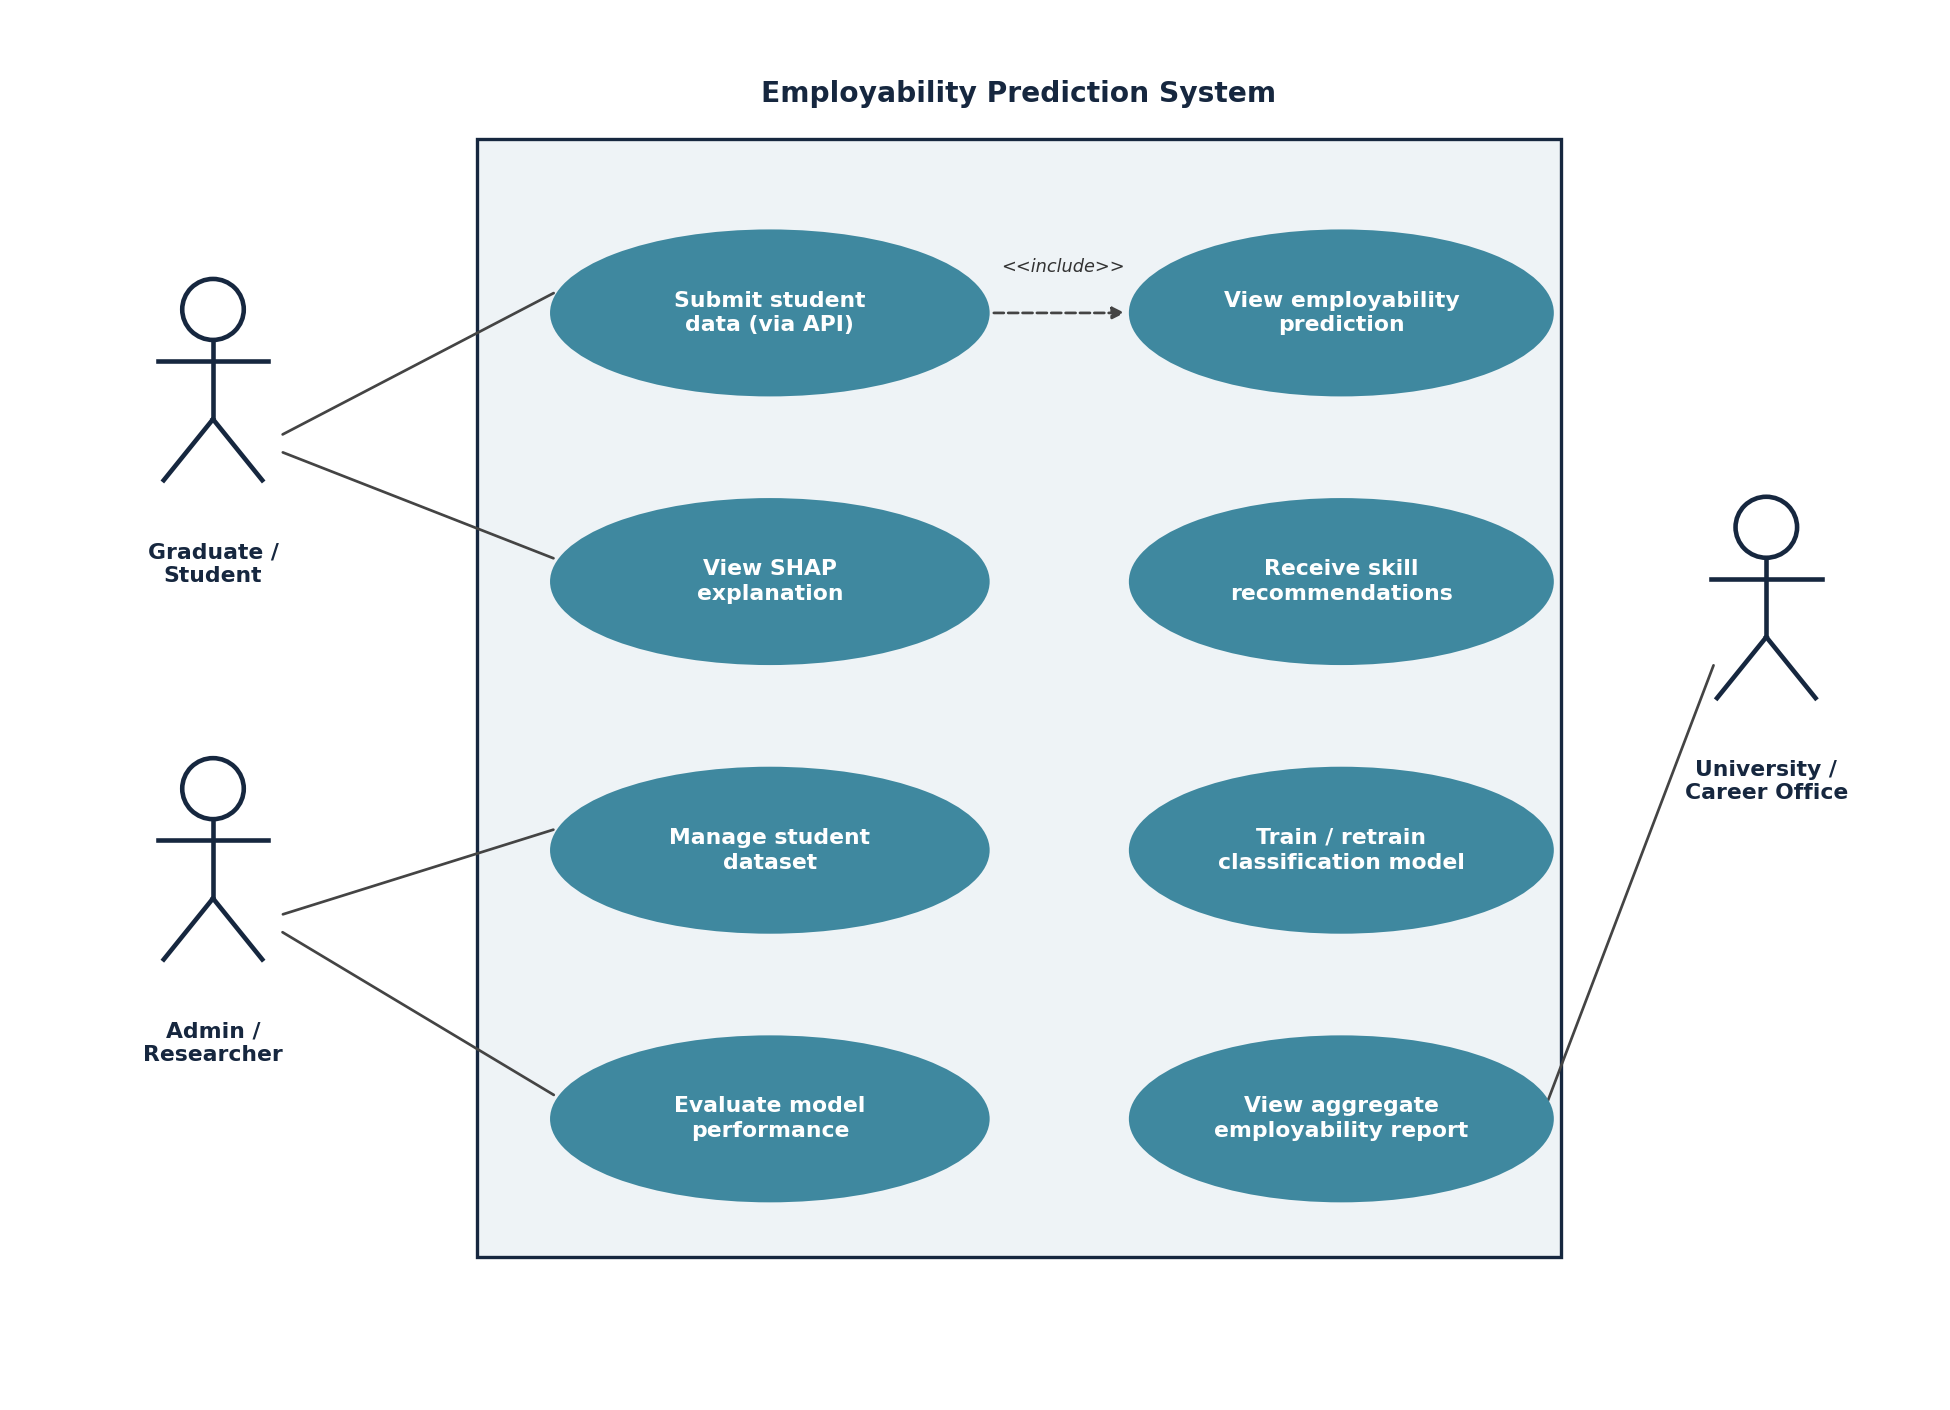 Employability Prediction System
Submit student
data (via API)
<<include>>
View employability
prediction
Graduate /
Student
View SHAP
explanation
Receive skill
recommendations
University /
Career Office
Manage student
dataset
Train / retrain
classification model
Admin /
Researcher
Evaluate model
performance
View aggregate
employability report